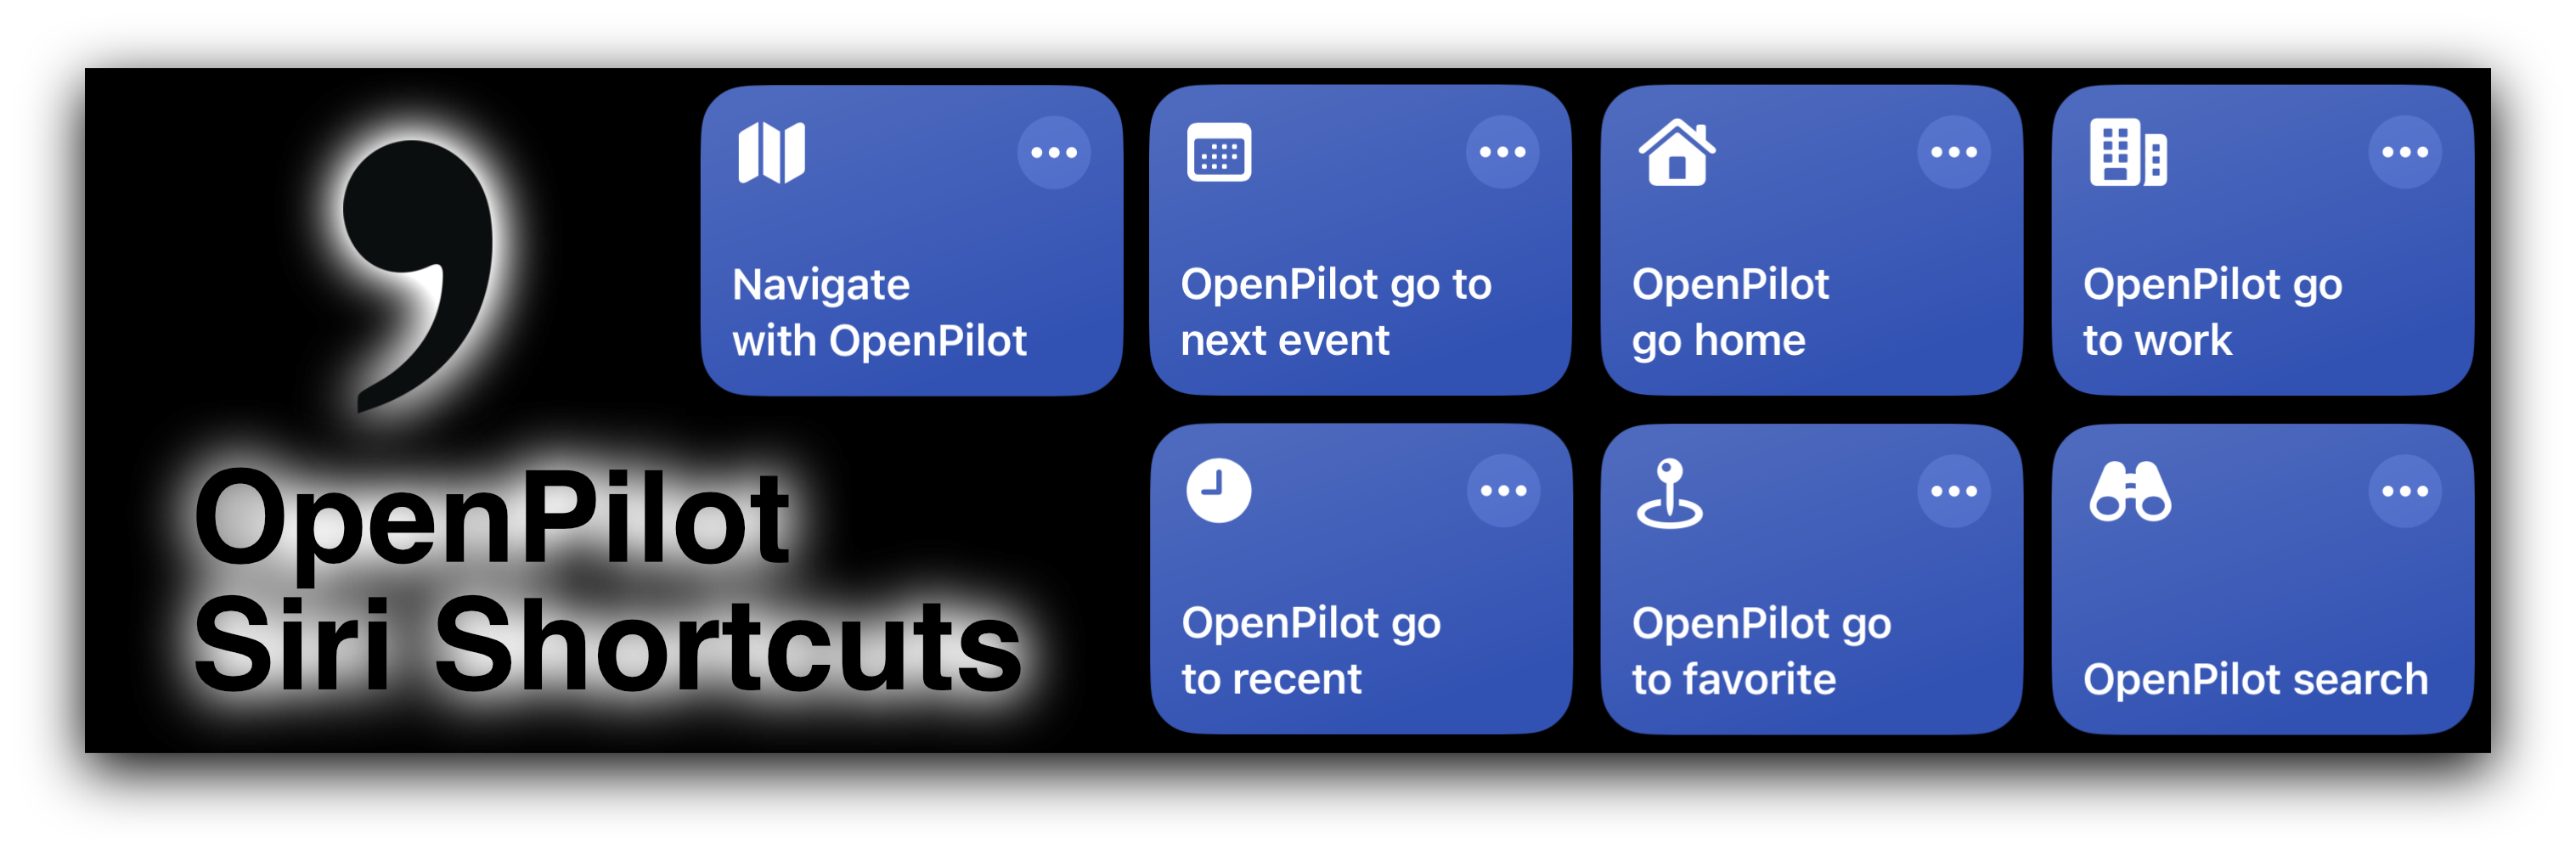 OpenPilot
Siri Shortcuts
Navigate
with OpenPilot
OpenPilot go to
next event
OpenPilot
go home
OpenPilot go
to work
OpenPilot go
to recent
OpenPilot go
to favorite
OpenPilot search